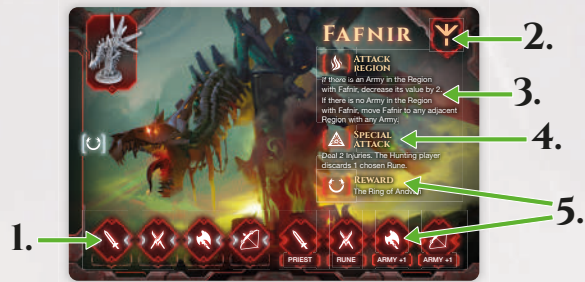 FAFNIR
2.
ATTACK
REGION
If there is an Army in the Region
with Fafnir, decrease its value by 2.
If there is no Army in the Region
with Fafnir, move Fafnir to any adjacent
Region with any Army.
3.
SPECIAL
ATTACK
4.
Deal 2 Injuries. The Hunting player
discards 1 chosen Rune.
REWARD
The Ring of Andvari
5.
1.
PRIEST
RUNE
ARMY +1
ARMY +1